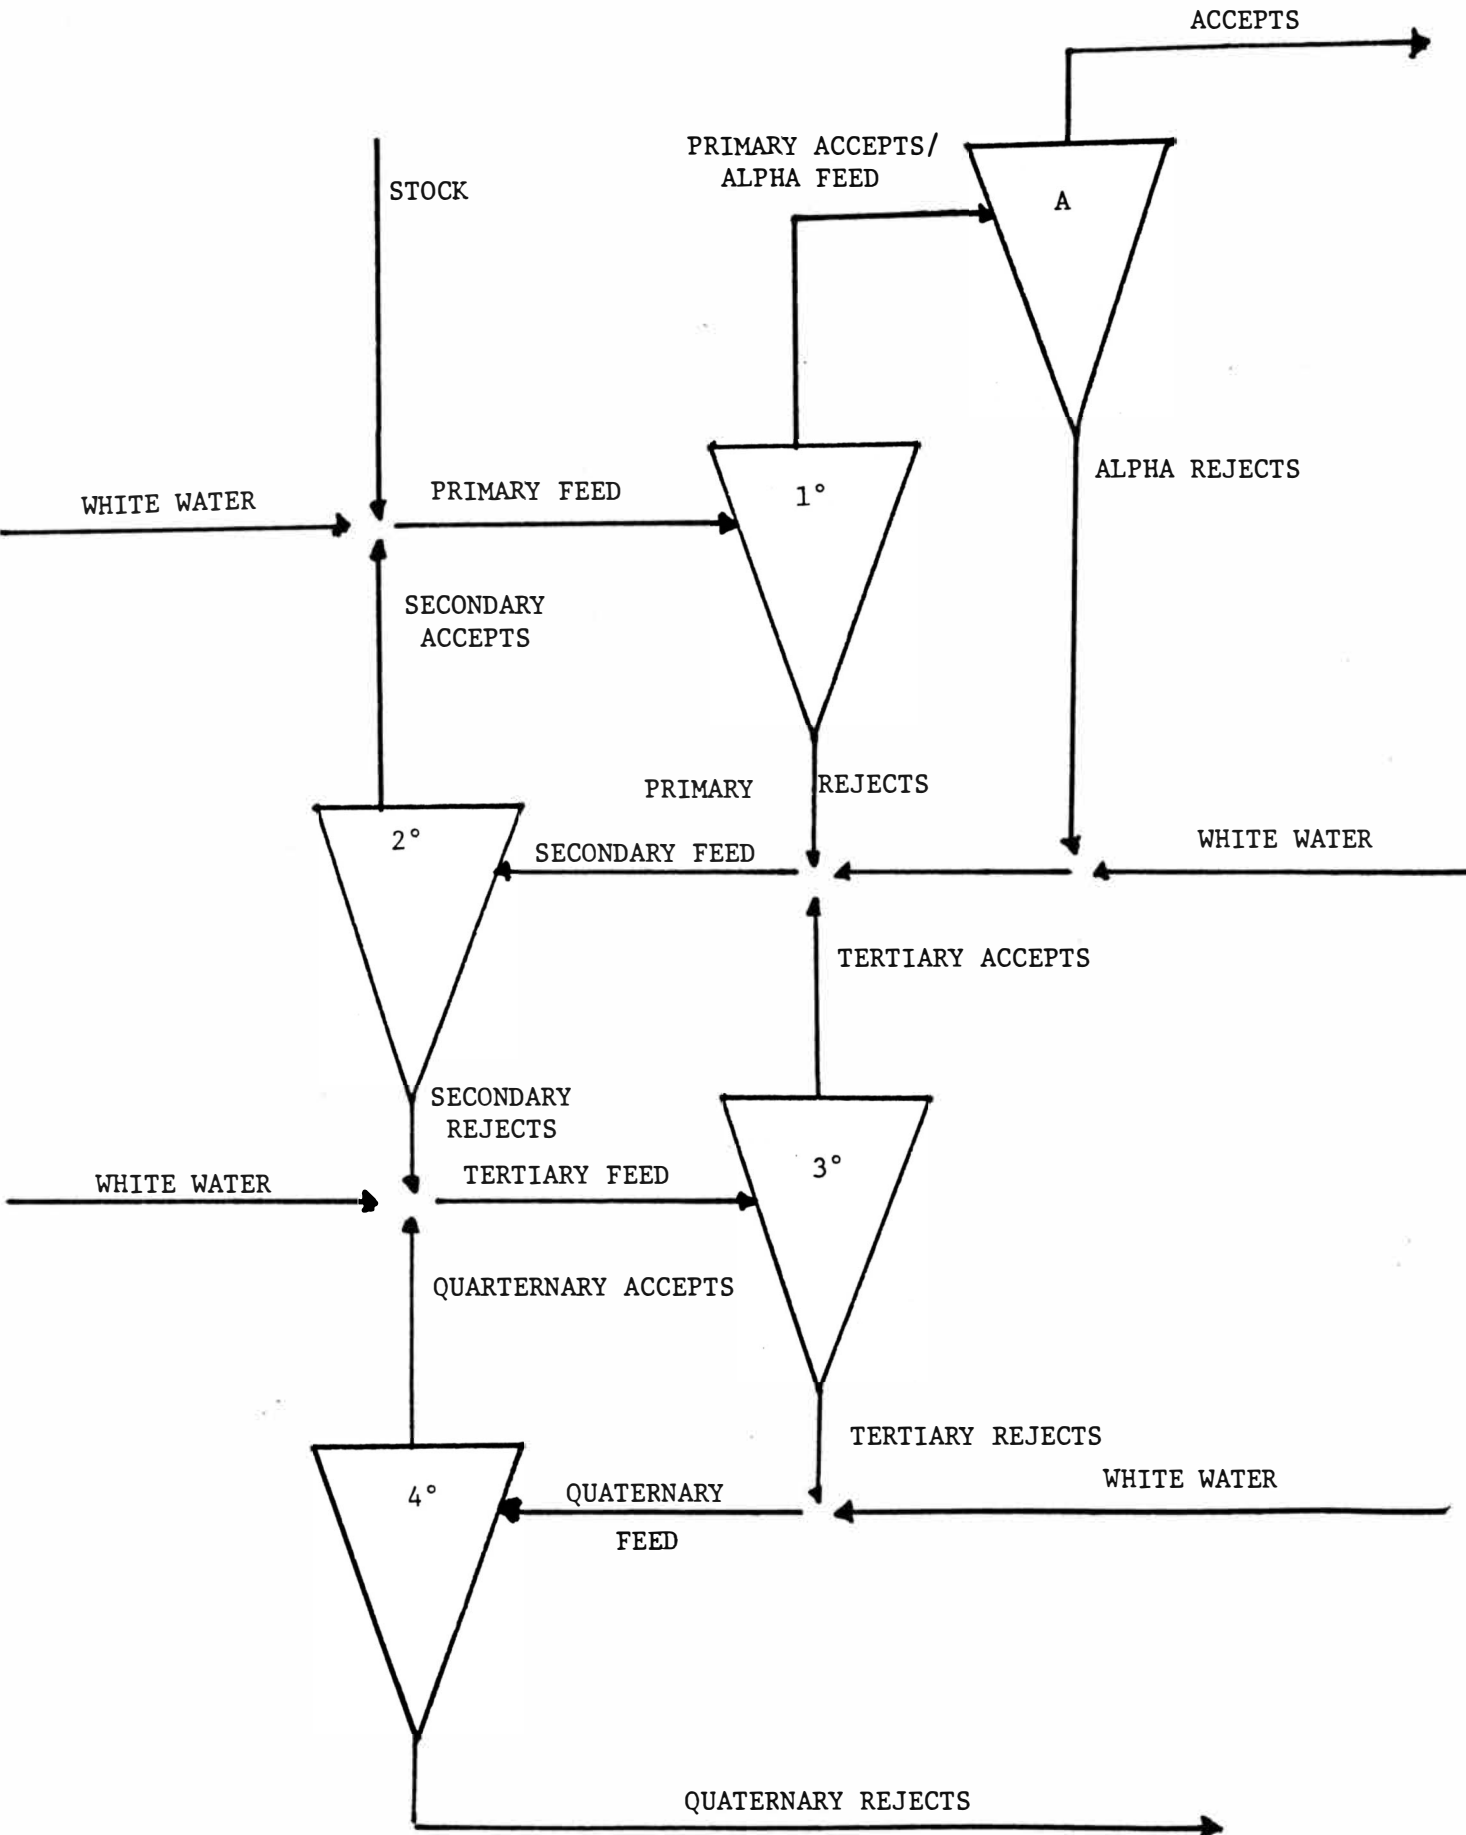 ACCEPTS
PRIMARY ACCEPTS/
ALPHA FEED
STOCK
A
ALPHA REJECTS
WHITE WATER
PRIMARY FEED
1°
SECONDARY
ACCEPTS
PRIMARY REJECTS
2°
SECONDARY FEED
WHITE WATER
TERTIARY ACCEPTS
SECONDARY
REJECTS
WHITE WATER
TERTIARY FEED
3°
QUARTERNARY ACCEPTS
TERTIARY REJECTS
WHITE WATER
4°
QUATERNARY
FEED
QUATERNARY REJECTS